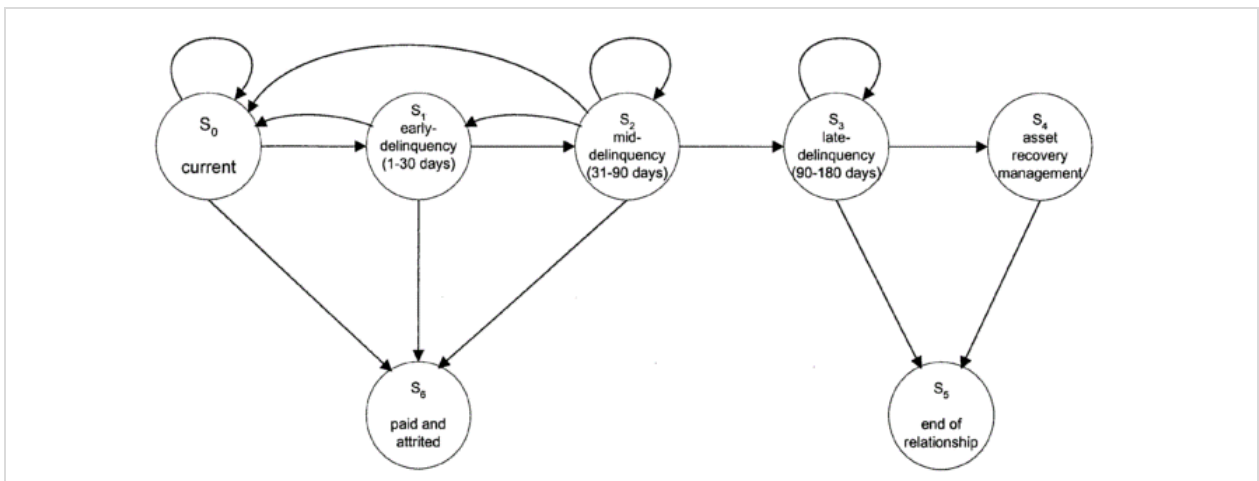 S0
current
S1
early-
delinquency
(1-30 days)
S2
mid-
delinquency
(31-90 days)
S3
late-
delinquency
(90-180 days)
S4
asset
recovery
management
S6
paid and
attrited
S5
end of
relationship